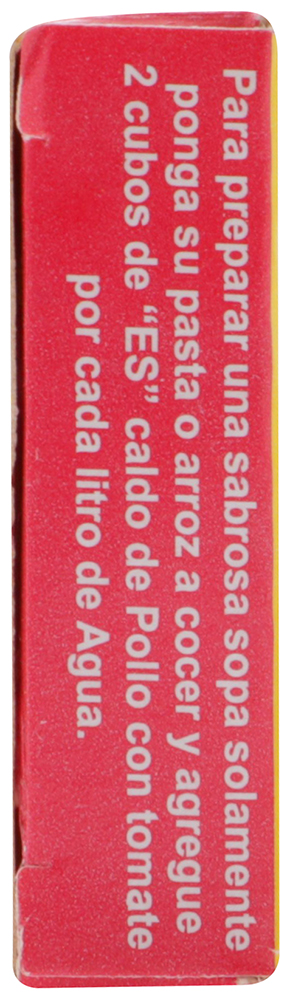 Para preparar una sabrosa sopa solamente
ponga su pasta o arroz a cocer y agregue
2 cubos de “ES” caldo de Pollo con tomate
por cada litro de Agua.